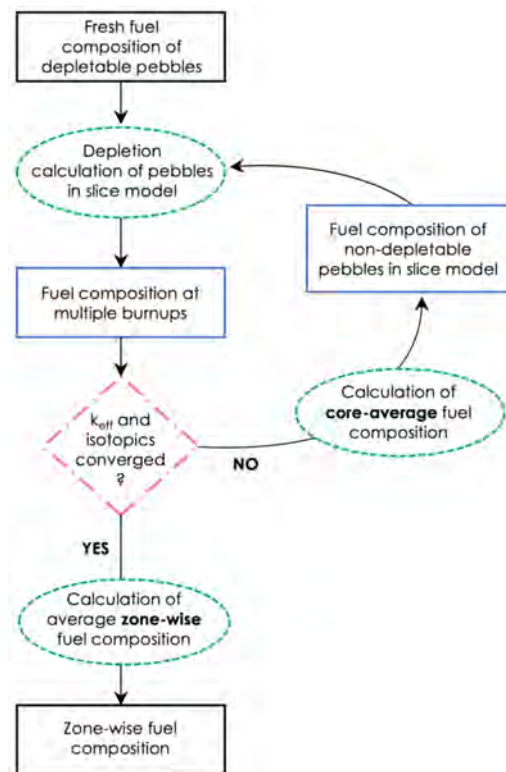 Fresh fuel
composition of
depletable pebbles
Depletion
calculation of pebbles
in slice model
Fuel composition of
non-depletable
pebbles in slice model
Fuel composition at
multiple burnups
Calculation of
core-average fuel
composition
keff and
isotopics
converged
?
NO
YES
Calculation of
average zone-wise
fuel composition
Zone-wise fuel
composition